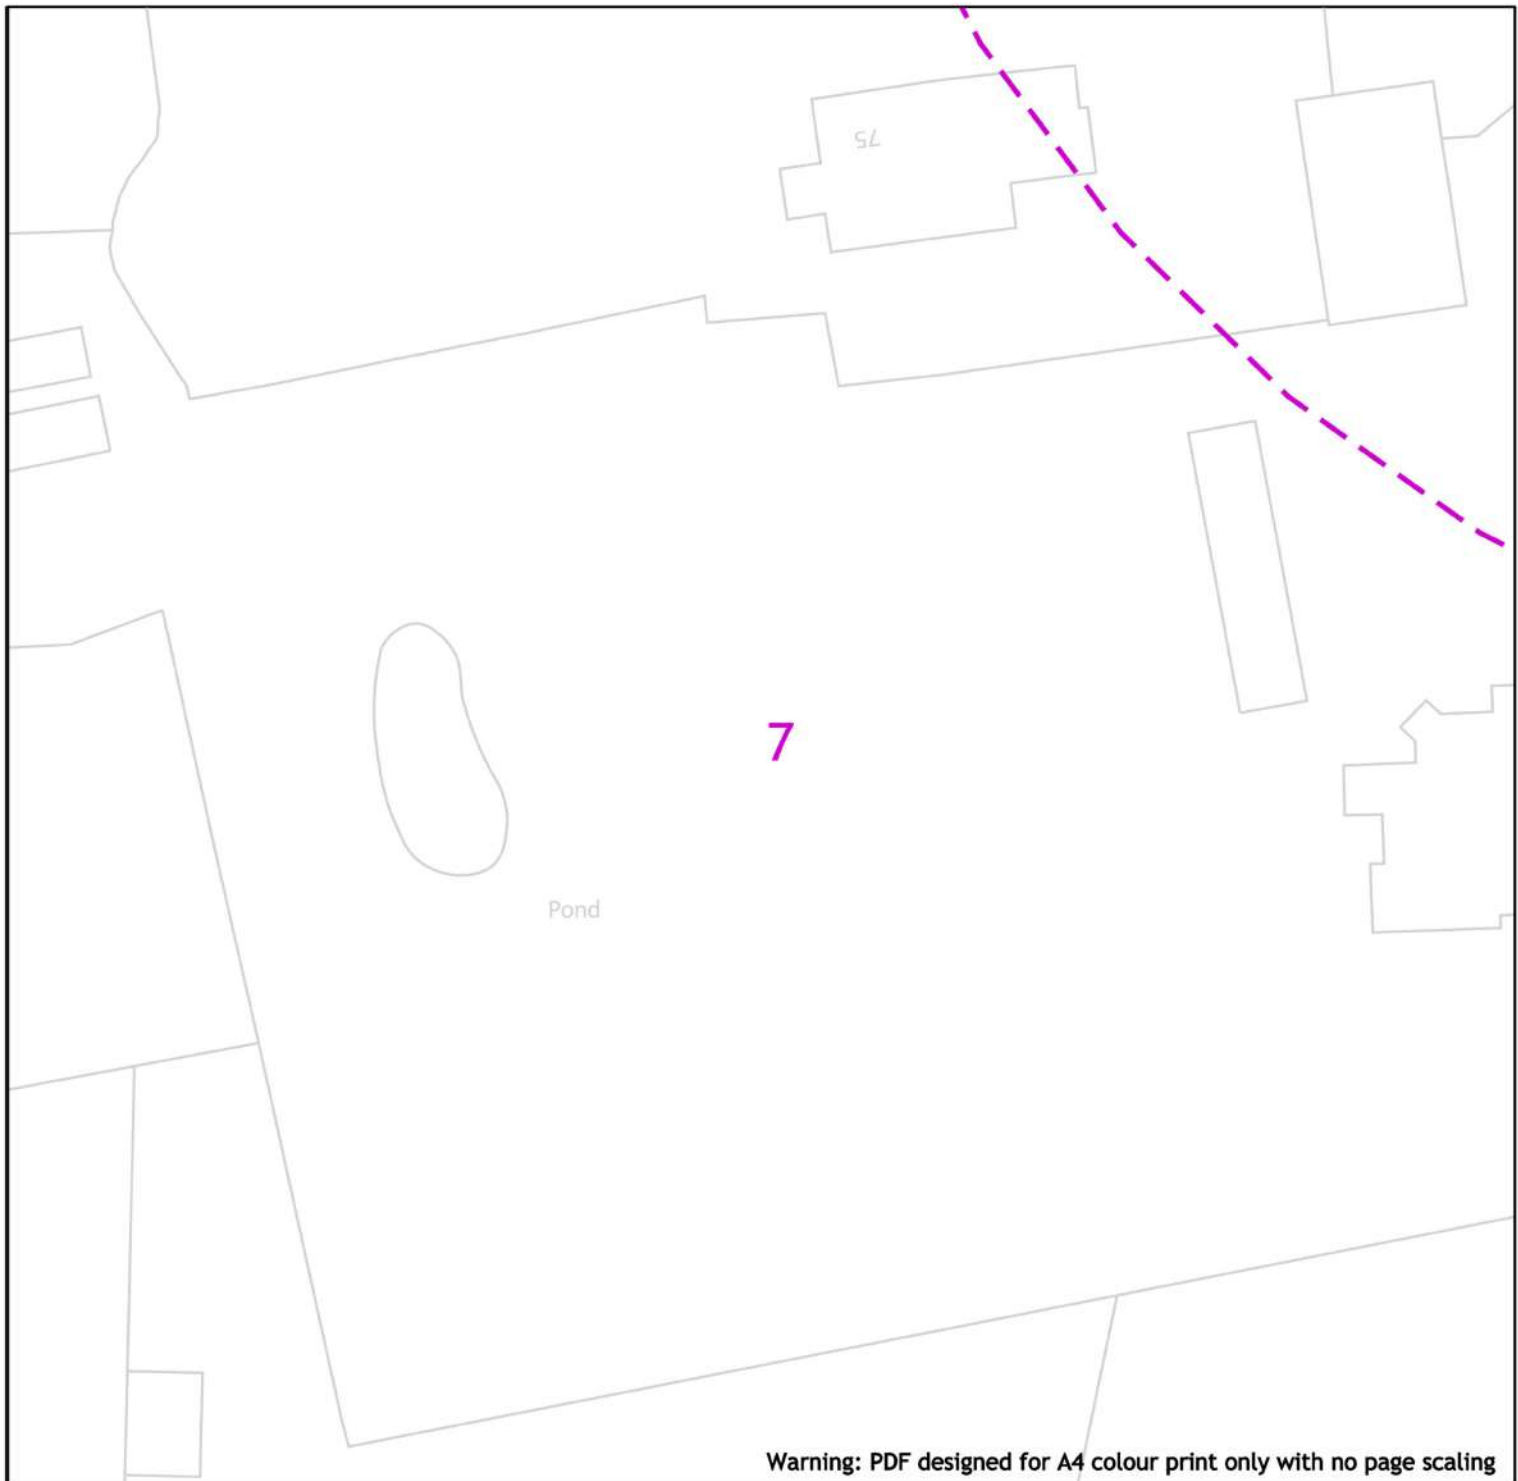 75
7
Pond
Warning: PDF designed for A4 colour print only with no page scaling